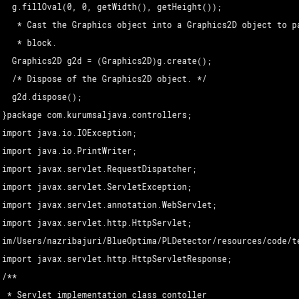 g.fillOval(0, 0, getWidth(), getHeight());
* Cast the Graphics object into a Graphics2D object to pa
* block.
Graphics2D g2d = (Graphics2D)g.create();
/* Dispose of the Graphics2D object. */
g2d.dispose();
}package com.kurumsaljava.controllers;
import java.io.IOException;
import java.io.PrintWriter;
import javax.servlet.RequestDispatcher;
import javax.servlet.ServletException;
import javax.servlet.annotation.WebServlet;
import javax.servlet.http.HttpServlet;
im/Users/nazribajuri/BlueOptima/PLDetector/resources/code/te
import javax.servlet.http.HttpServletResponse;
/**
* Servlet implementation class contoller